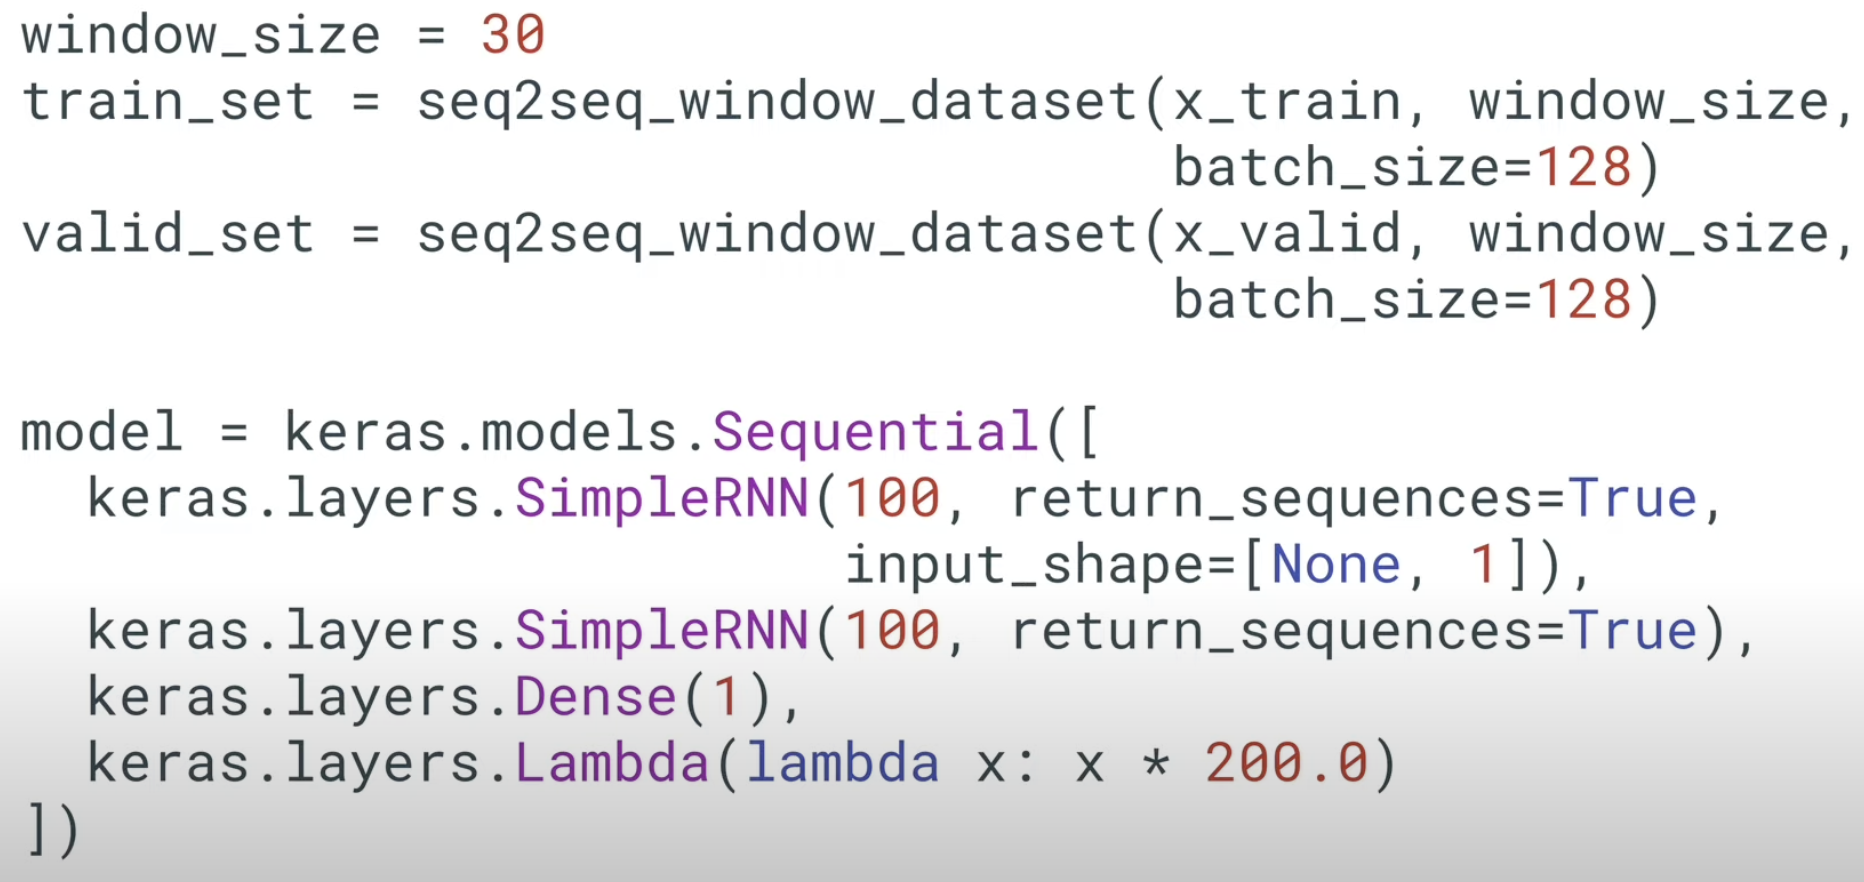 window_size = 30
train_set = seq2seq_window_dataset(x_train, window_size,
                                   batch_size=128)
valid_set = seq2seq_window_dataset(x_valid, window_size,
                                   batch_size=128)

model = keras.models.Sequential([
  keras.layers.SimpleRNN(100, return_sequences=True,
                         input_shape=[None, 1]),
  keras.layers.SimpleRNN(100, return_sequences=True),
  keras.layers.Dense(1),
  keras.layers.Lambda(lambda x: x * 200.0)
])